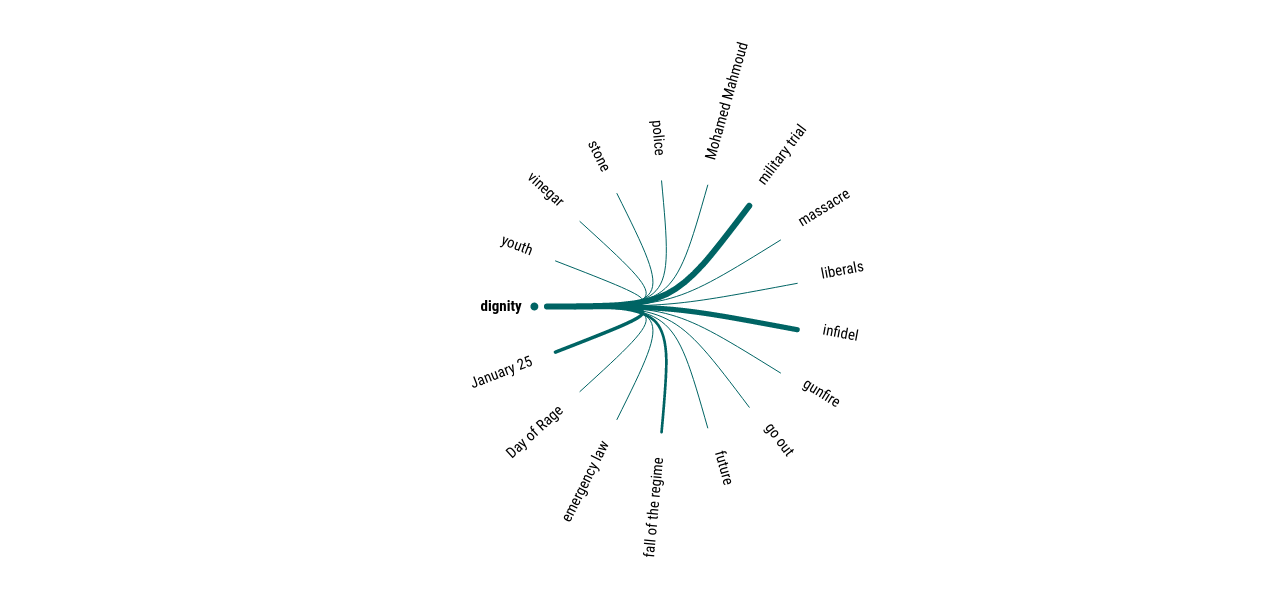 Mohamed Mahmoud
police
military trial
stone
vinegar
massacre
youth
liberals
dignity
infidel
January 25
gunfire
Day of Rage
go out
emergency law
future
fall of the regime